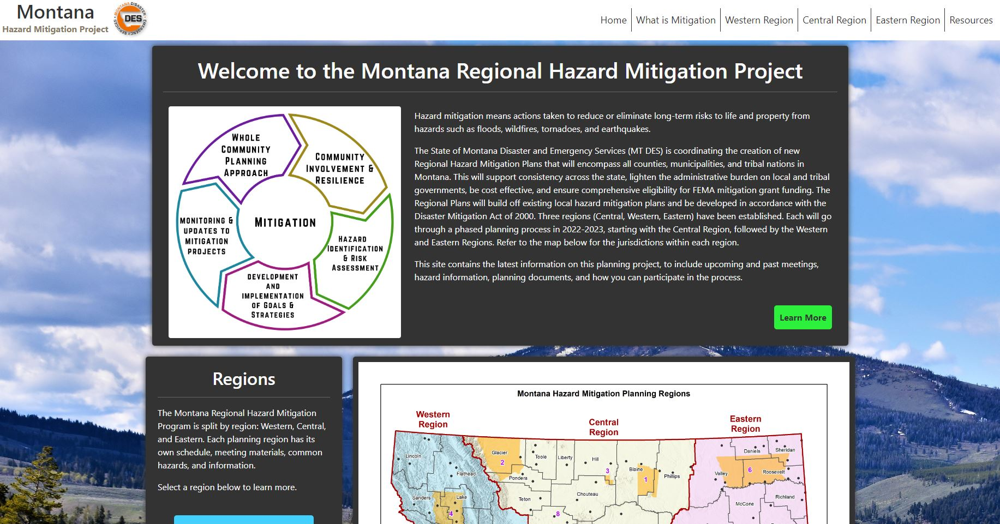 Montana
Hazard Mitigation Project
MONTANA DISASTER
DES
EMERGENCY SERVICES
Home
What is Mitigation
Western Region
Central Region
Eastern Region
Resources
Welcome to the Montana Regional Hazard Mitigation Project
WHOLE
COMMUNITY
PLANNING
APPROACH
COMMUNITY
INVOLVEMENT &
RESILIENCE
MONITORING &
UPDATES TO
MITIGATION
PROJECTS
MITIGATION
HAZARD
IDENTIFICATION
& RISK
ASSESSMENT
DEVELOPMENT
AND
IMPLEMENTATION
OF GOALS &
STRATEGIES
Hazard mitigation means actions taken to reduce or eliminate long-term risks to life and property from
hazards such as floods, wildfires, tornadoes, and earthquakes.
The State of Montana Disaster and Emergency Services (MT DES) is coordinating the creation of new
Regional Hazard Mitigation Plans that will encompass all counties, municipalities, and tribal nations in
Montana. This will support consistency across the state, lighten the administrative burden on local and tribal
governments, be cost effective, and ensure comprehensive eligibility for FEMA mitigation grant funding. The
Regional Plans will build off existing local hazard mitigation plans and be developed in accordance with the
Disaster Mitigation Act of 2000. Three regions (Central, Western, Eastern) have been established. Each will go
through a phased planning process in 2022-2023, starting with the Central Region, followed by the Western
and Eastern Regions. Refer to the map below for the jurisdictions within each region.
This site contains the latest information on this planning project, to include upcoming and past meetings,
hazard information, planning documents, and how you can participate in the process.
Learn More
Regions
The Montana Regional Hazard Mitigation
Program is split by region: Western, Central,
and Eastern. Each planning region has its
own schedule, meeting materials, common
hazards, and information.
Select a region below to learn more.
Montana Hazard Mitigation Planning Regions
Western
Region
Central
Region
Eastern
Region
Lincoln
Flathead
Glacier
2
Toole
Liberty
Hill
3
Blaine
1
Phillips
Daniels
Sheridan
Valley
6
Roosevelt
Pondera
Sanders
Lake
4
Teton
Chouteau
8
McCone
Richland